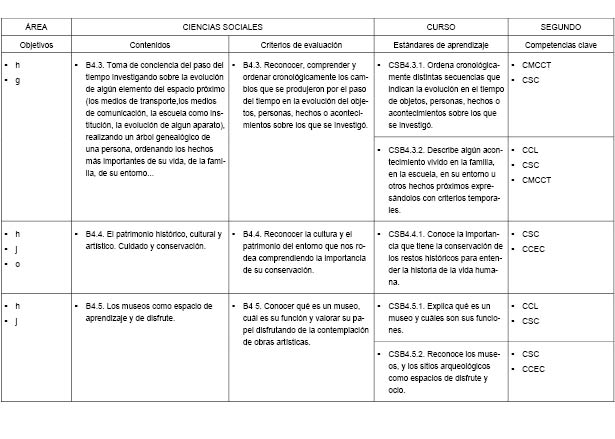 ÁREA CIENCIAS SOCIALES CURSO SEGUNDO
Objetivos Contenidos Criterios de evaluación Estándares de aprendizaje Competencias clave
• h
• g
• B4.3. Toma de conciencia del paso del
tiempo investigando sobre la evolución
de algún elemento del espacio próximo
(los medios de transporte,los medios
de comunicación, la escuela como ins-
titución, la evolución de algun aparato),
realizando un árbol genealógico de
una persona, ordenando los hechos
más importantes de su vida, de la fami-
lia, de su entorno...
• B4.3. Reconocer, comprender y
ordenar cronológicamente los cam-
bios que se produjeron por el paso
del tiempo en la evolución del obje-
tos, personas, hechos o aconteci-
mientos sobre los que se investigó.
• CSB4.3.1. Ordena cronológica-
mente distintas secuencias que
indican la evolución en el tiempo
de objetos, personas, hechos o
acontecimientos sobre los que
se investigó.
• CMCCT
• CSC
• CSB4.3.2. Describe algún acon-
tecimiento vivido en la familia,
en la escuela, en su entorno u
otros hechos próximos expre-
sándolos con criterios tempora-
les.
• CCL
• CSC
• CMCCT
• h
• j
• o
• B4.4. El patrimonio histórico, cultural y
artístico. Cuidado y conservación.
• B4.4. Reconocer la cultura y el
patrimonio del entorno que nos ro-
dea comprendiendo la importancia
de su conservación.
• CSB4.4.1. Conoce la importan-
cia que tiene la conservación de
los restos históricos para enten-
der la historia de la vida huma-
na.
• CSC
• CCEC
• h
• j
• B4.5. Los museos como espacio de
aprendizaje y de disfrute.
• B4 5. Conocer qué es un museo,
cuál es su función y valorar su pa-
pel disfrutando de la contemplación
de obras artísticas.
• CSB4.5.1. Explica qué es un
museo y cuáles son sus funcio-
nes.
• CCL
• CSC
• CSB4.5.2. Reconoce los muse-
os, y los sitios arqueológicos
como espacios de disfrute y
ocio.
• CSC
• CCEC